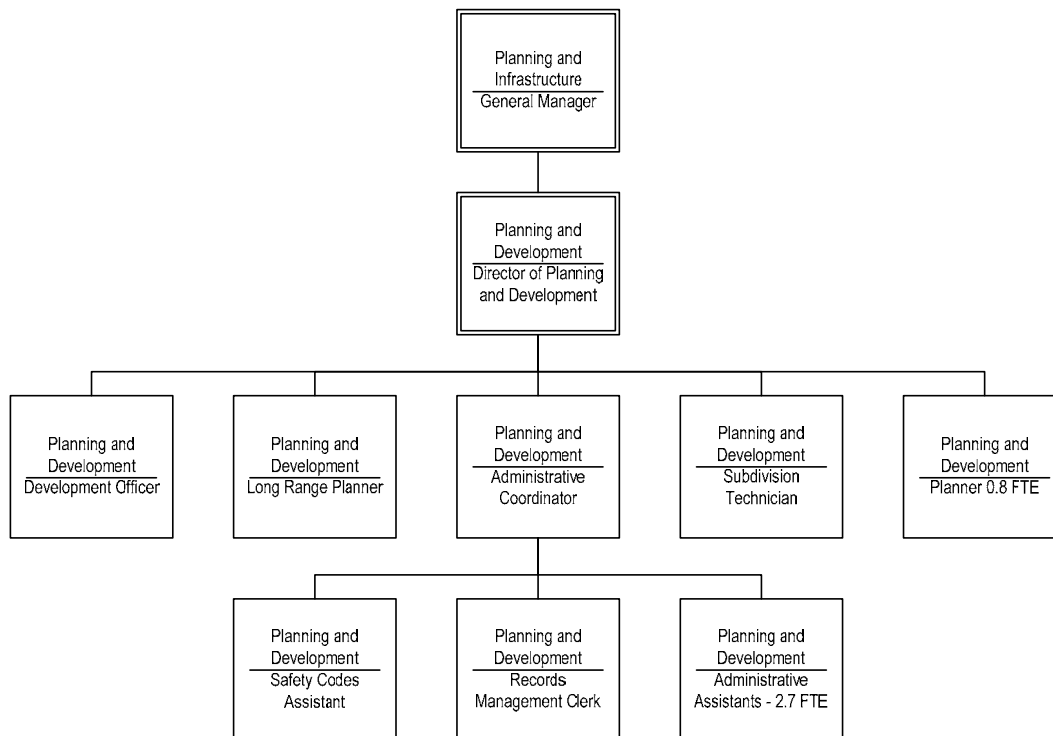 Planning and
Infrastructure
General Manager
Planning and
Development
Director of Planning
and Development
Planning and
Development
Development Officer
Planning and
Development
Long Range Planner
Planning and
Development
Administrative
Coordinator
Planning and
Development
Subdivision
Technician
Planning and
Development
Planner 0.8 FTE
Planning and
Development
Safety Codes
Assistant
Planning and
Development
Records
Management Clerk
Planning and
Development
Administrative
Assistants - 2.7 FTE